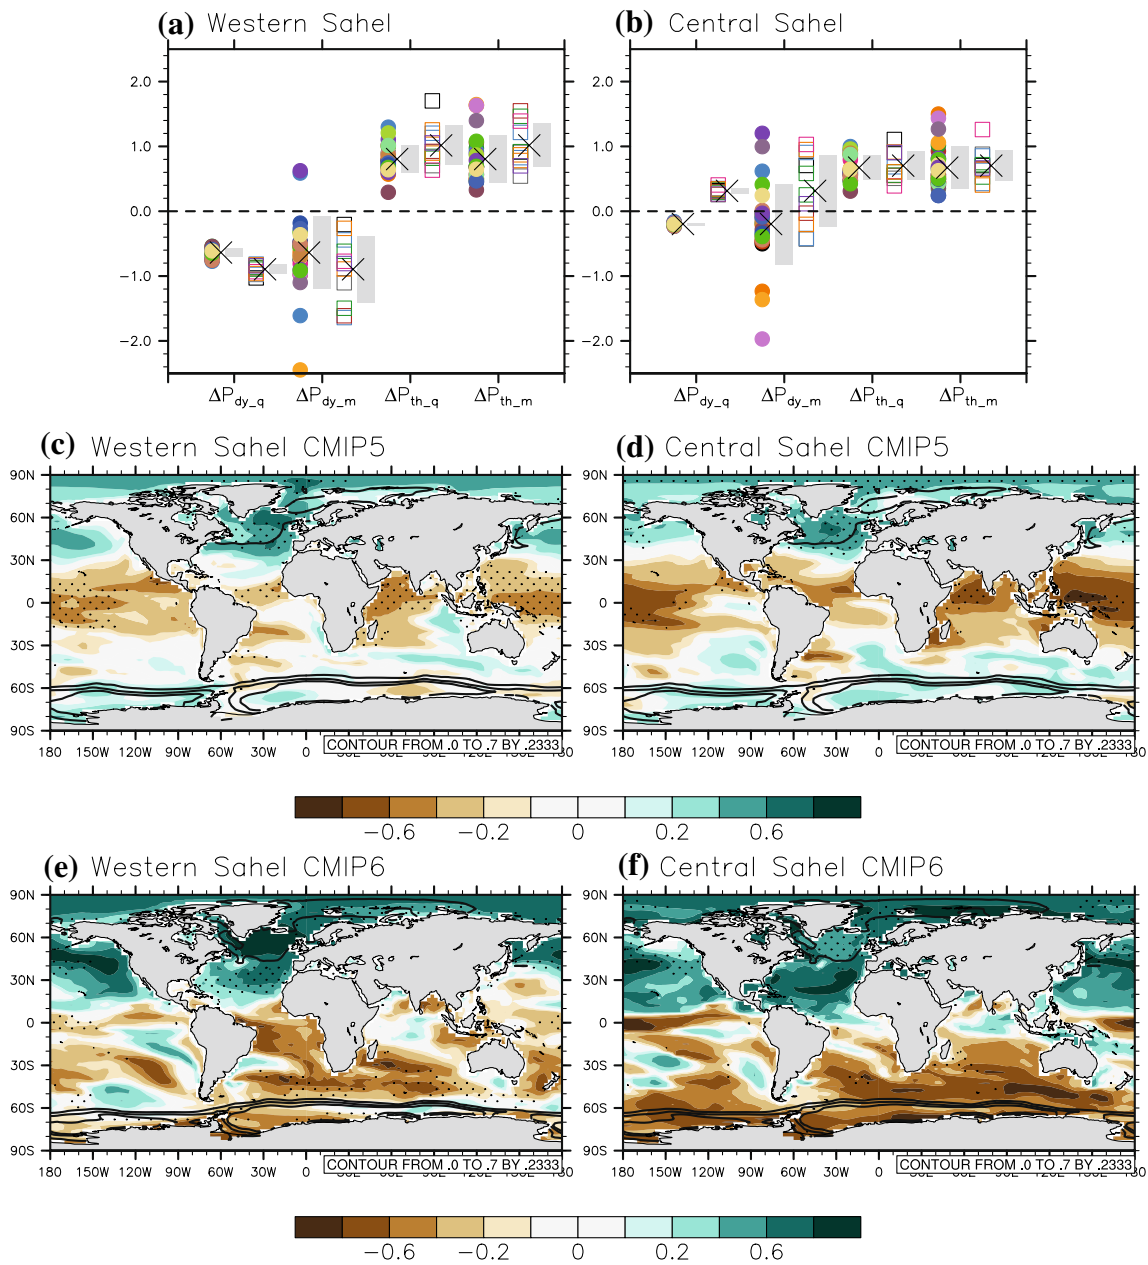 (a) Western Sahel
(b) Central Sahel
2.0
1.0
0.0
−1.0
−2.0
2.0
1.0
0.0
−1.0
−2.0
ΔPdy_q ΔPdy_m ΔPth_q ΔPth_m
ΔPdy_q ΔPdy_m ΔPth_q ΔPth_m
(c) Western Sahel CMIP5
(d) Central Sahel CMIP5
90N
60N
30N
0
30S
60S
90S
180 150W 120W 90W 60W 30W 0
CONTOUR FROM .0 TO .7 BY .2333
90N
60N
30N
0
30S
60S
90S
180 150W 120W 90W 60W 30W 0
CONTOUR FROM .0 TO .7 BY .2333
−0.6 −0.2 0 0.2 0.6
(e) Western Sahel CMIP6
(f) Central Sahel CMIP6
90N
60N
30N
0
30S
60S
90S
180 150W 120W 90W 60W 30W 0
CONTOUR FROM .0 TO .7 BY .2333
90N
60N
30N
0
30S
60S
90S
180 150W 120W 90W 60W 30W 0
CONTOUR FROM .0 TO .7 BY .2333
−0.6 −0.2 0 0.2 0.6